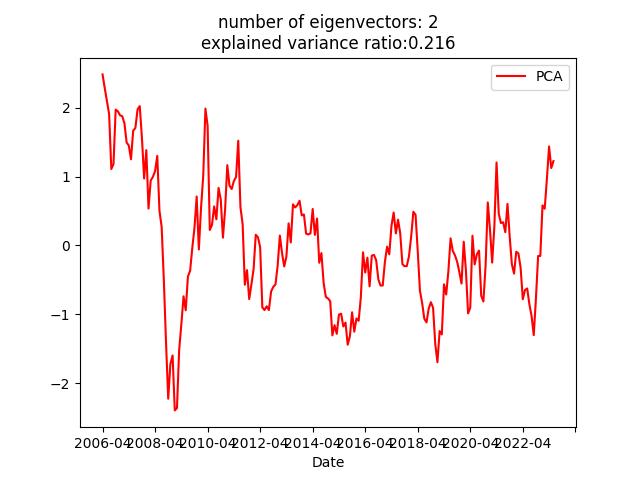 number of eigenvectors: 2
explained variance ratio:0.216
PCA
2
1
0
−1
−2
2006-04 2008-04 2010-04 2012-04 2014-04 2016-04 2018-04 2020-04 2022-04
Date